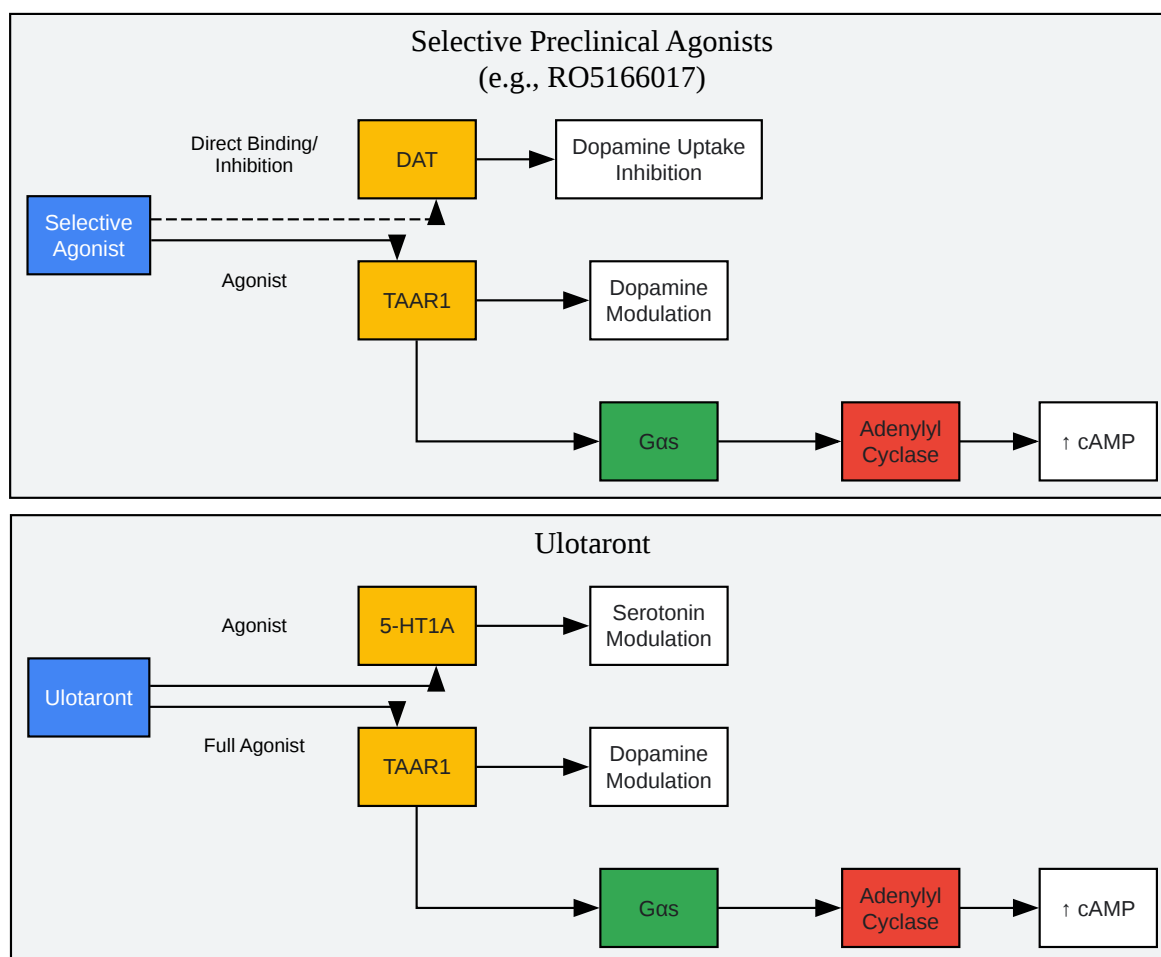 Selective Preclinical Agonists
(e.g., RO5166017)
Direct Binding/
Inhibition
DAT
Dopamine Uptake
Inhibition
Selective
Agonist
Agonist
TAAR1
Dopamine
Modulation
Gαs
Adenylyl
Cyclase
↑ cAMP
Ulotaront
Agonist
5-HT1A
Serotonin
Modulation
Ulotaront
Full Agonist
TAAR1
Dopamine
Modulation
Gαs
Adenylyl
Cyclase
↑ cAMP